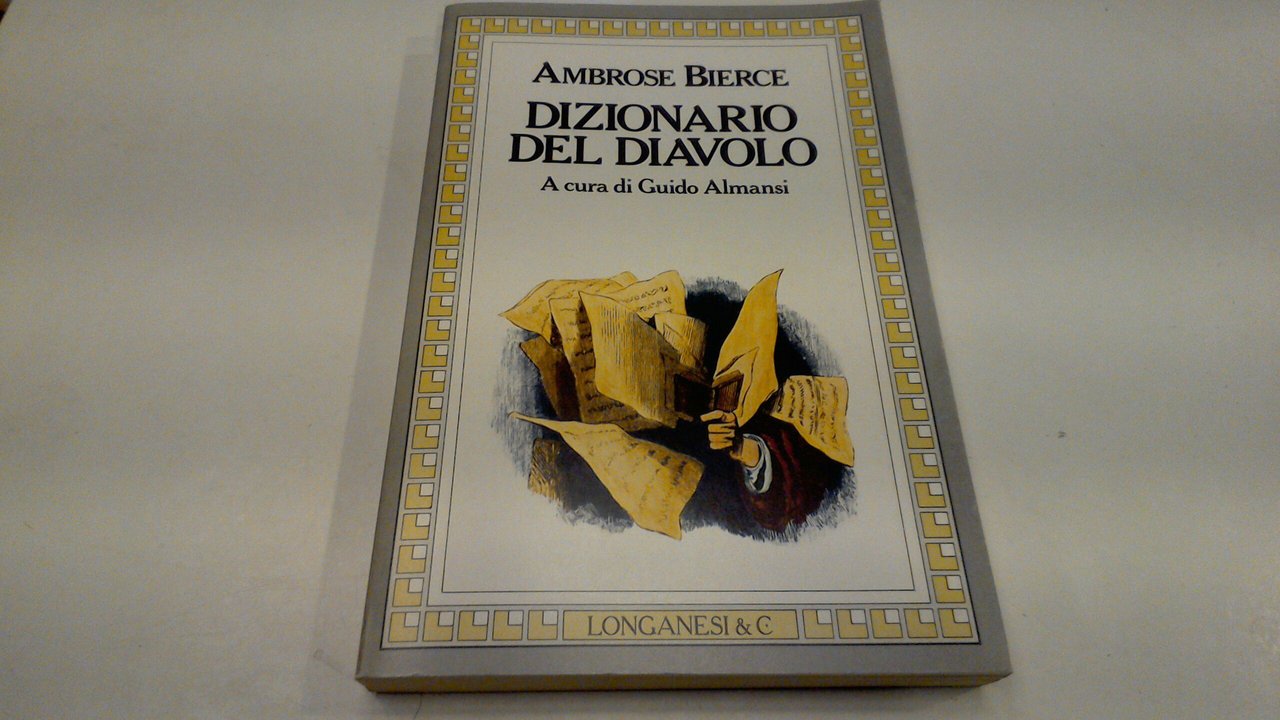 AMBROSE BIERCE
DIZIONARIO
DEL DIAVOLO
A cura di Guido Almansi
LONGANESI & C.